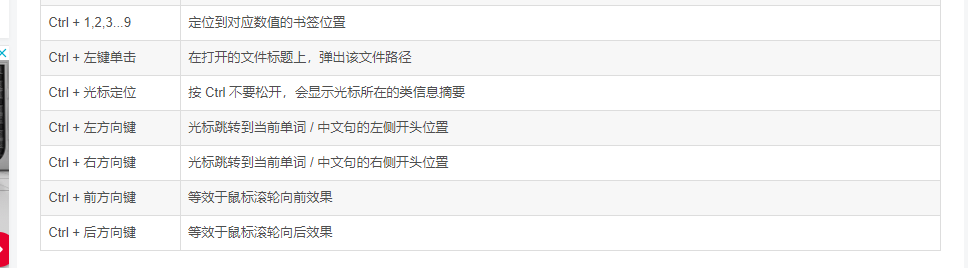 Ctrl + 1,2,3...9 定位到对应数值的书签位置
Ctrl + 左键单击 在打开的文件标题上，弹出该文件路径
Ctrl + 光标定位 按 Ctrl 不要松开，会显示光标所在的类信息摘要
Ctrl + 左方向键 光标跳转到当前单词 / 中文句的左侧开头位置
Ctrl + 右方向键 光标跳转到当前单词 / 中文句的右侧开头位置
Ctrl + 前方向键 等效于鼠标滚轮向前效果
Ctrl + 后方向键 等效于鼠标滚轮向后效果